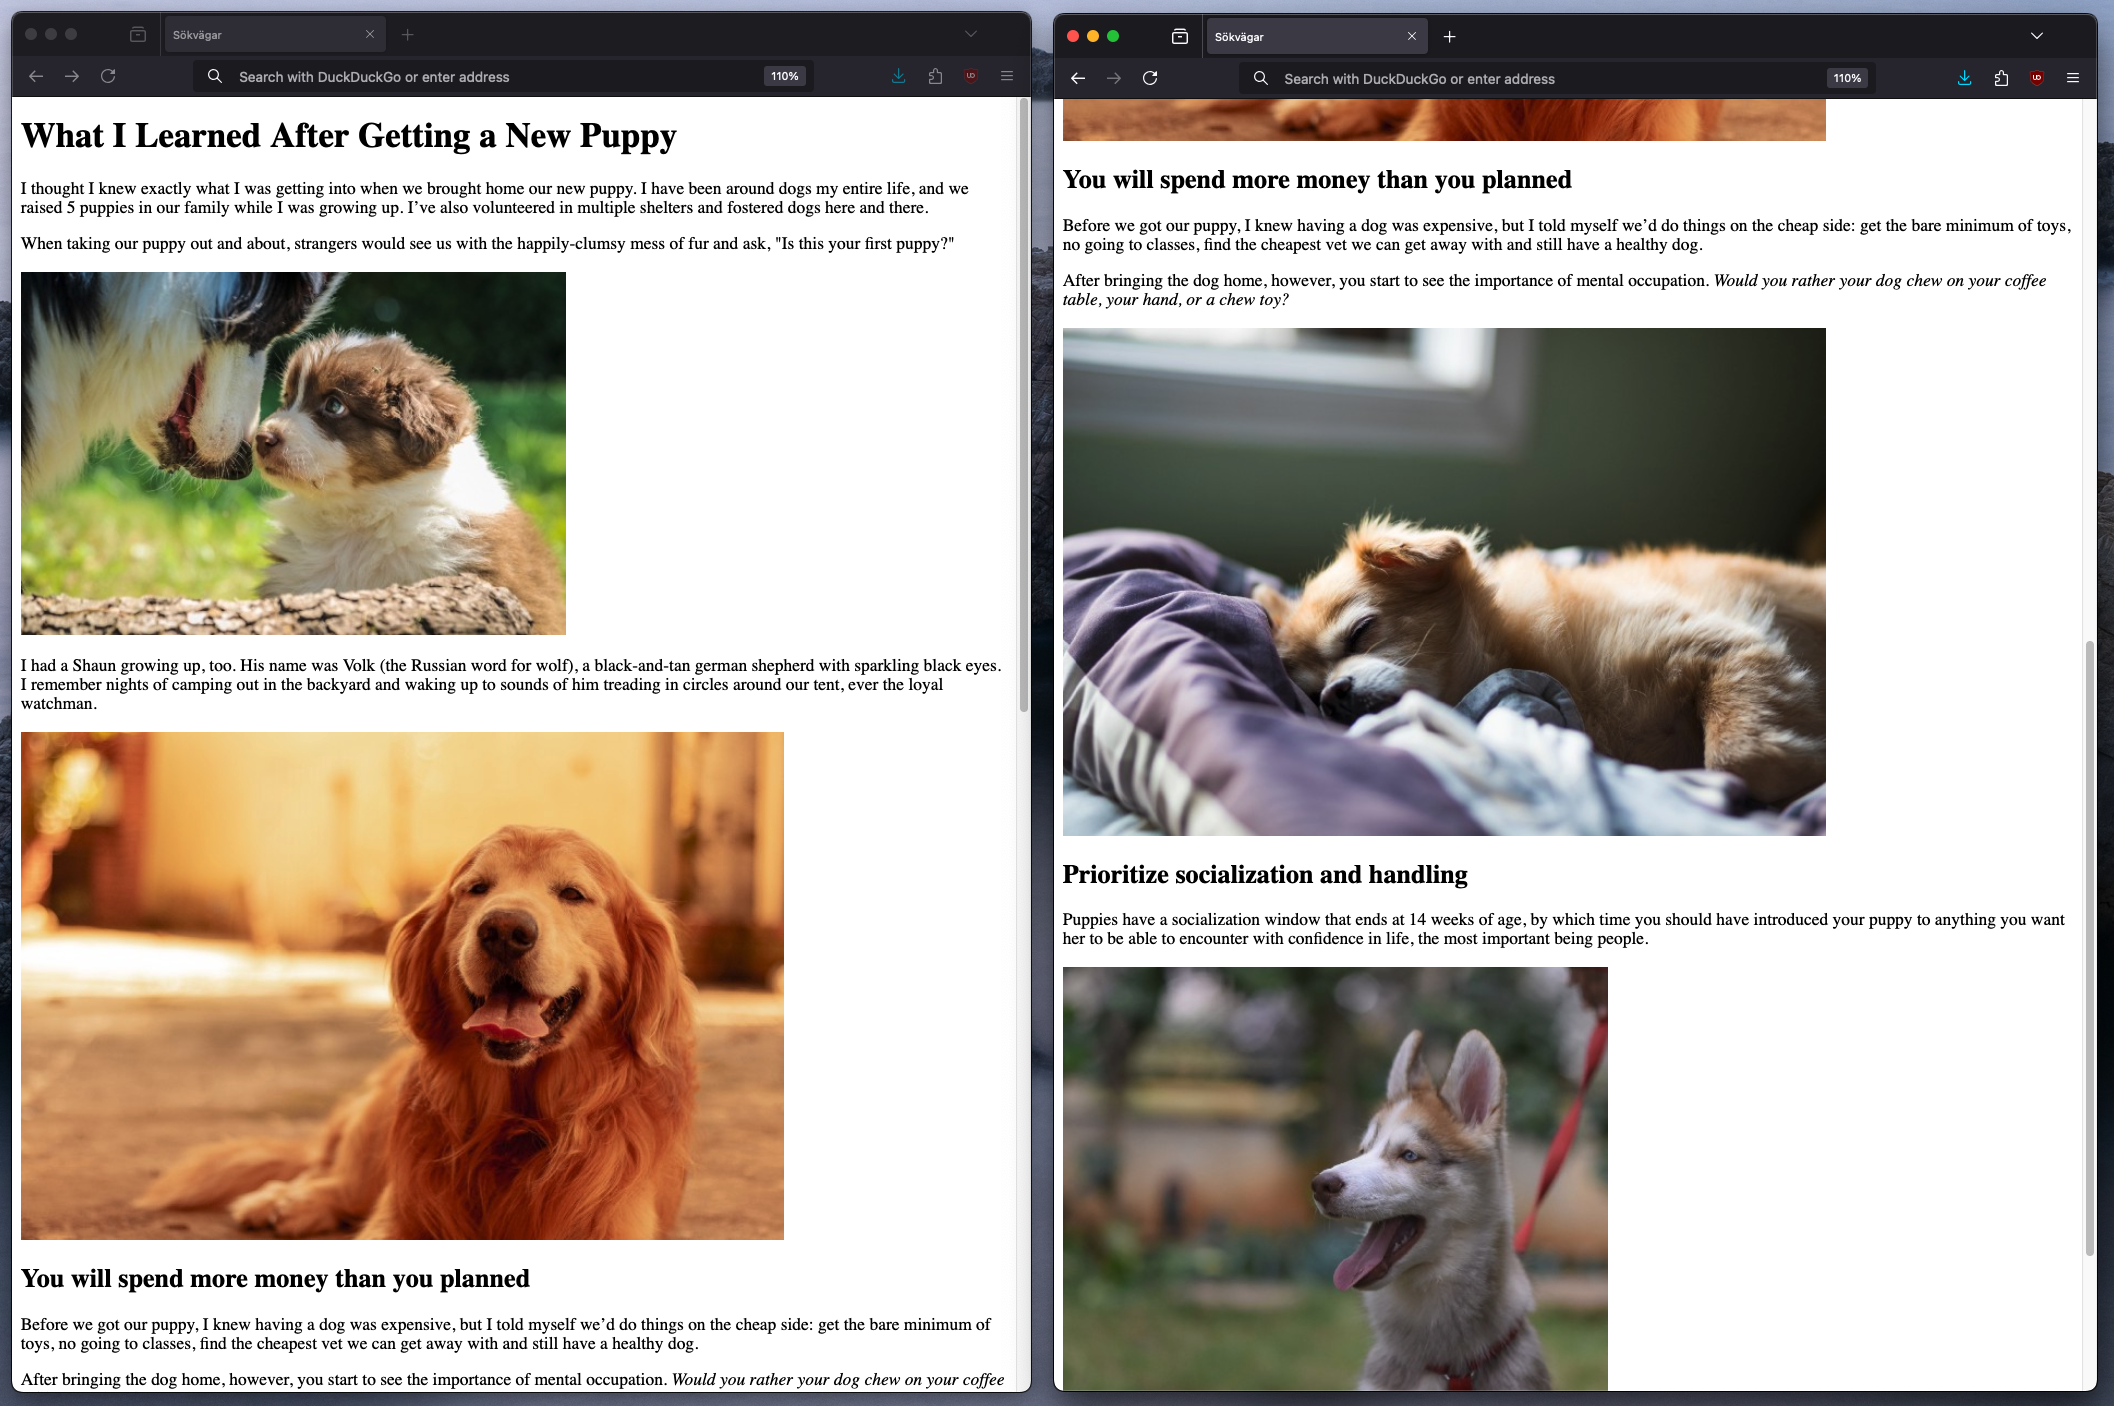 Sökvägar
Search with DuckDuckGo or enter address
110%
UD
What I Learned After Getting a New Puppy
I thought I knew exactly what I was getting into when we brought home our new puppy. I have been around dogs my entire life, and we
raised 5 puppies in our family while I was growing up. I’ve also volunteered in multiple shelters and fostered dogs here and there.
When taking our puppy out and about, strangers would see us with the happily-clumsy mess of fur and ask, "Is this your first puppy?"
I had a Shaun growing up, too. His name was Volk (the Russian word for wolf), a black-and-tan german shepherd with sparkling black eyes.
I remember nights of camping out in the backyard and waking up to sounds of him treading in circles around our tent, ever the loyal
watchman.
You will spend more money than you planned
Before we got our puppy, I knew having a dog was expensive, but I told myself we’d do things on the cheap side: get the bare minimum of
toys, no going to classes, find the cheapest vet we can get away with and still have a healthy dog.
After bringing the dog home, however, you start to see the importance of mental occupation. Would you rather your dog chew on your coffee
Sökvägar
Search with DuckDuckGo or enter address
110%
UD
You will spend more money than you planned
Before we got our puppy, I knew having a dog was expensive, but I told myself we’d do things on the cheap side: get the bare minimum of toys,
no going to classes, find the cheapest vet we can get away with and still have a healthy dog.
After bringing the dog home, however, you start to see the importance of mental occupation. Would you rather your dog chew on your coffee
table, your hand, or a chew toy?
Prioritize socialization and handling
Puppies have a socialization window that ends at 14 weeks of age, by which time you should have introduced your puppy to anything you want
her to be able to encounter with confidence in life, the most important being people.